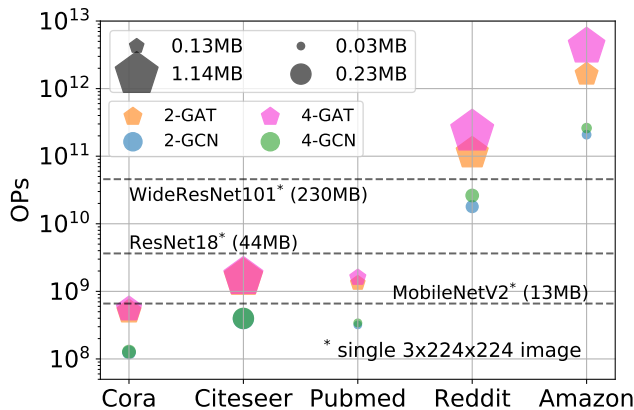 10^13
10^12
10^11
10^10
10^9
10^8
OPs
0.13MB 0.03MB
1.14MB 0.23MB
2-GAT 4-GAT
2-GCN 4-GCN
WideResNet101* (230MB)
ResNet18* (44MB)
MobileNetV2* (13MB)
* single 3x224x224 image
Cora Citeseer Pubmed Reddit Amazon